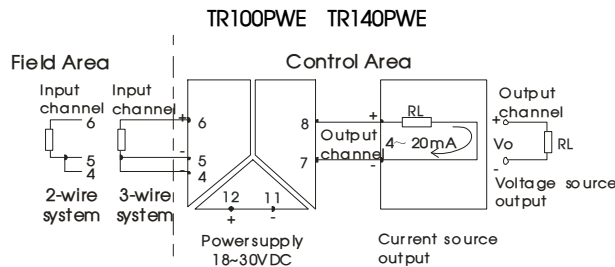 TR100PWE TR140PWE
Field Area
Control Area
Input
channel
6
5
4
2-wire
system
Input
channel
+
-
-
3-wire
system
6
5
4
8
7
12
11
+
-
Power supply
18~30VDC
Output
channel
+
-
RL
4~20mA
Current source
output
Output
channel
+
Vo
-
RL
Voltage source
output